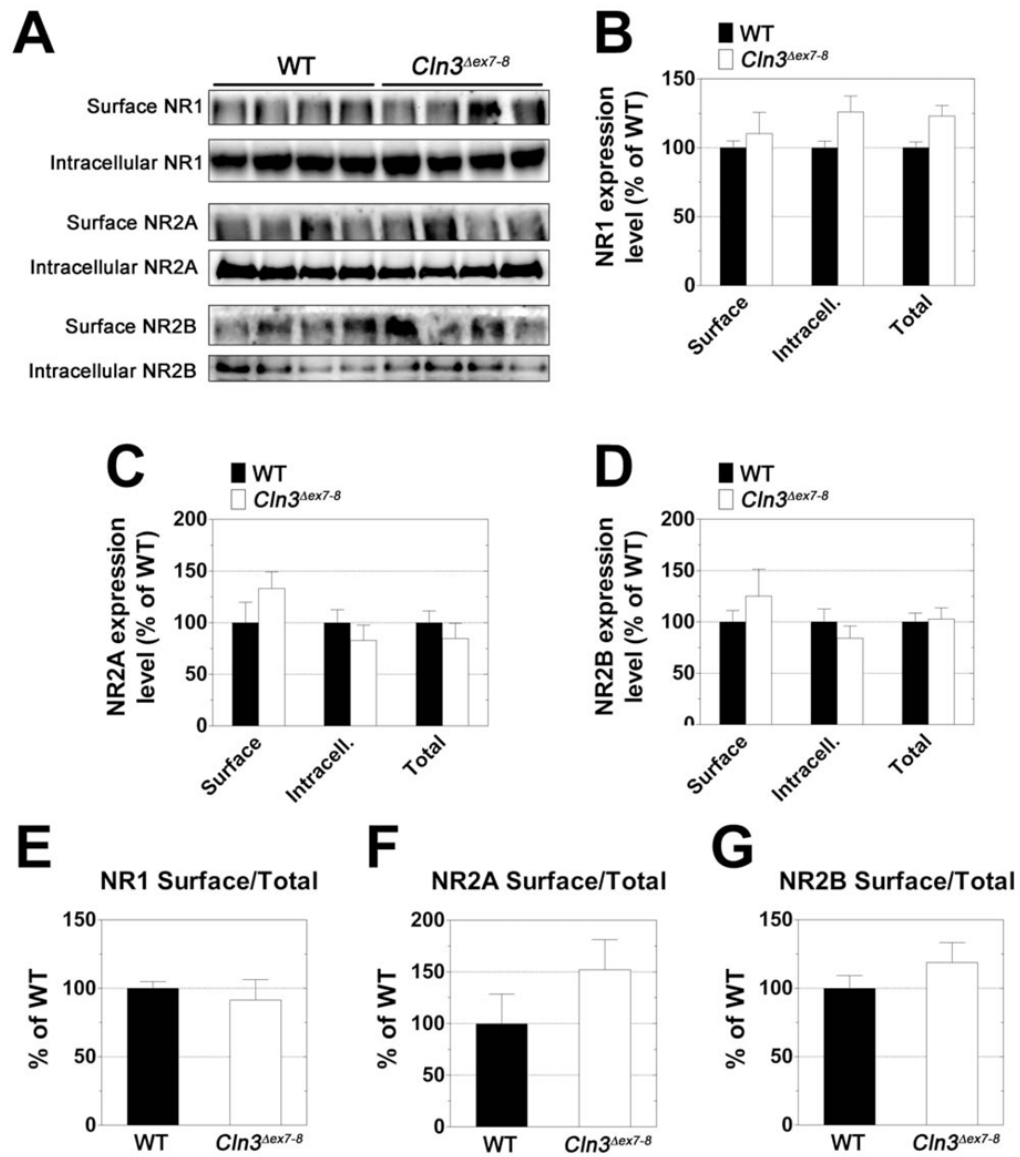 A
WT
Cln3Δex7-8
Surface NR1
Intracellular NR1
Surface NR2A
Intracellular NR2A
Surface NR2B
Intracellular NR2B
B
WT
Cln3Δex7-8
NR1 expression
level (% of WT)
150
100
50
0
Surface
Intracell.
Total
C
WT
Cln3Δex7-8
NR2A expression
level (% of WT)
200
150
100
50
0
Surface
Intracell.
Total
D
WT
Cln3Δex7-8
NR2B expression
level (% of WT)
200
150
100
50
0
Surface
Intracell.
Total
E
NR1 Surface/Total
% of WT
150
100
50
0
WT
Cln3Δex7-8
F
NR2A Surface/Total
% of WT
200
150
100
50
0
WT
Cln3Δex7-8
G
NR2B Surface/Total
% of WT
150
100
50
0
WT
Cln3Δex7-8